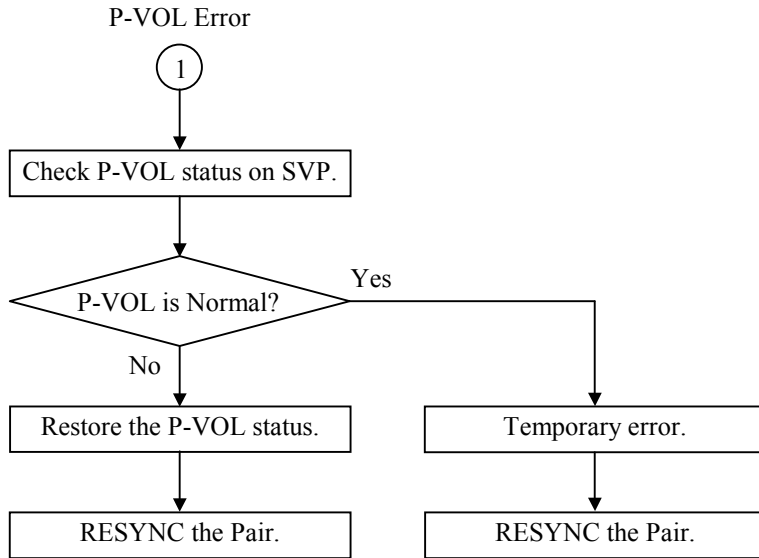 P-VOL Error
1
Check P-VOL status on SVP.
P-VOL is Normal?
Yes
No
Restore the P-VOL status.
Temporary error.
RESYNC the Pair.
RESYNC the Pair.